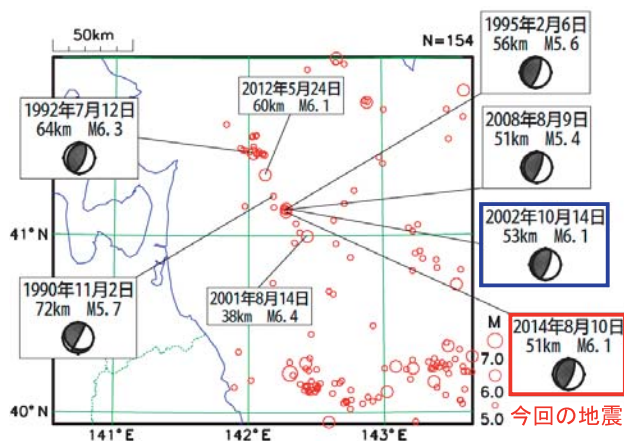 50km
N=154
1995年2月6日
56km M5.6
2012年5月24日
60km M6.1
1992年7月12日
64km M6.3
2008年8月9日
51km M5.4
2002年10月14日
53km M6.1
41°N
1990年11月2日
72km M5.7
2001年8月14日
38km M6.4
2014年8月10日
51km M6.1
今回の地震
M
7.0
6.0
5.0
40°N
141°E
142°E
143°E